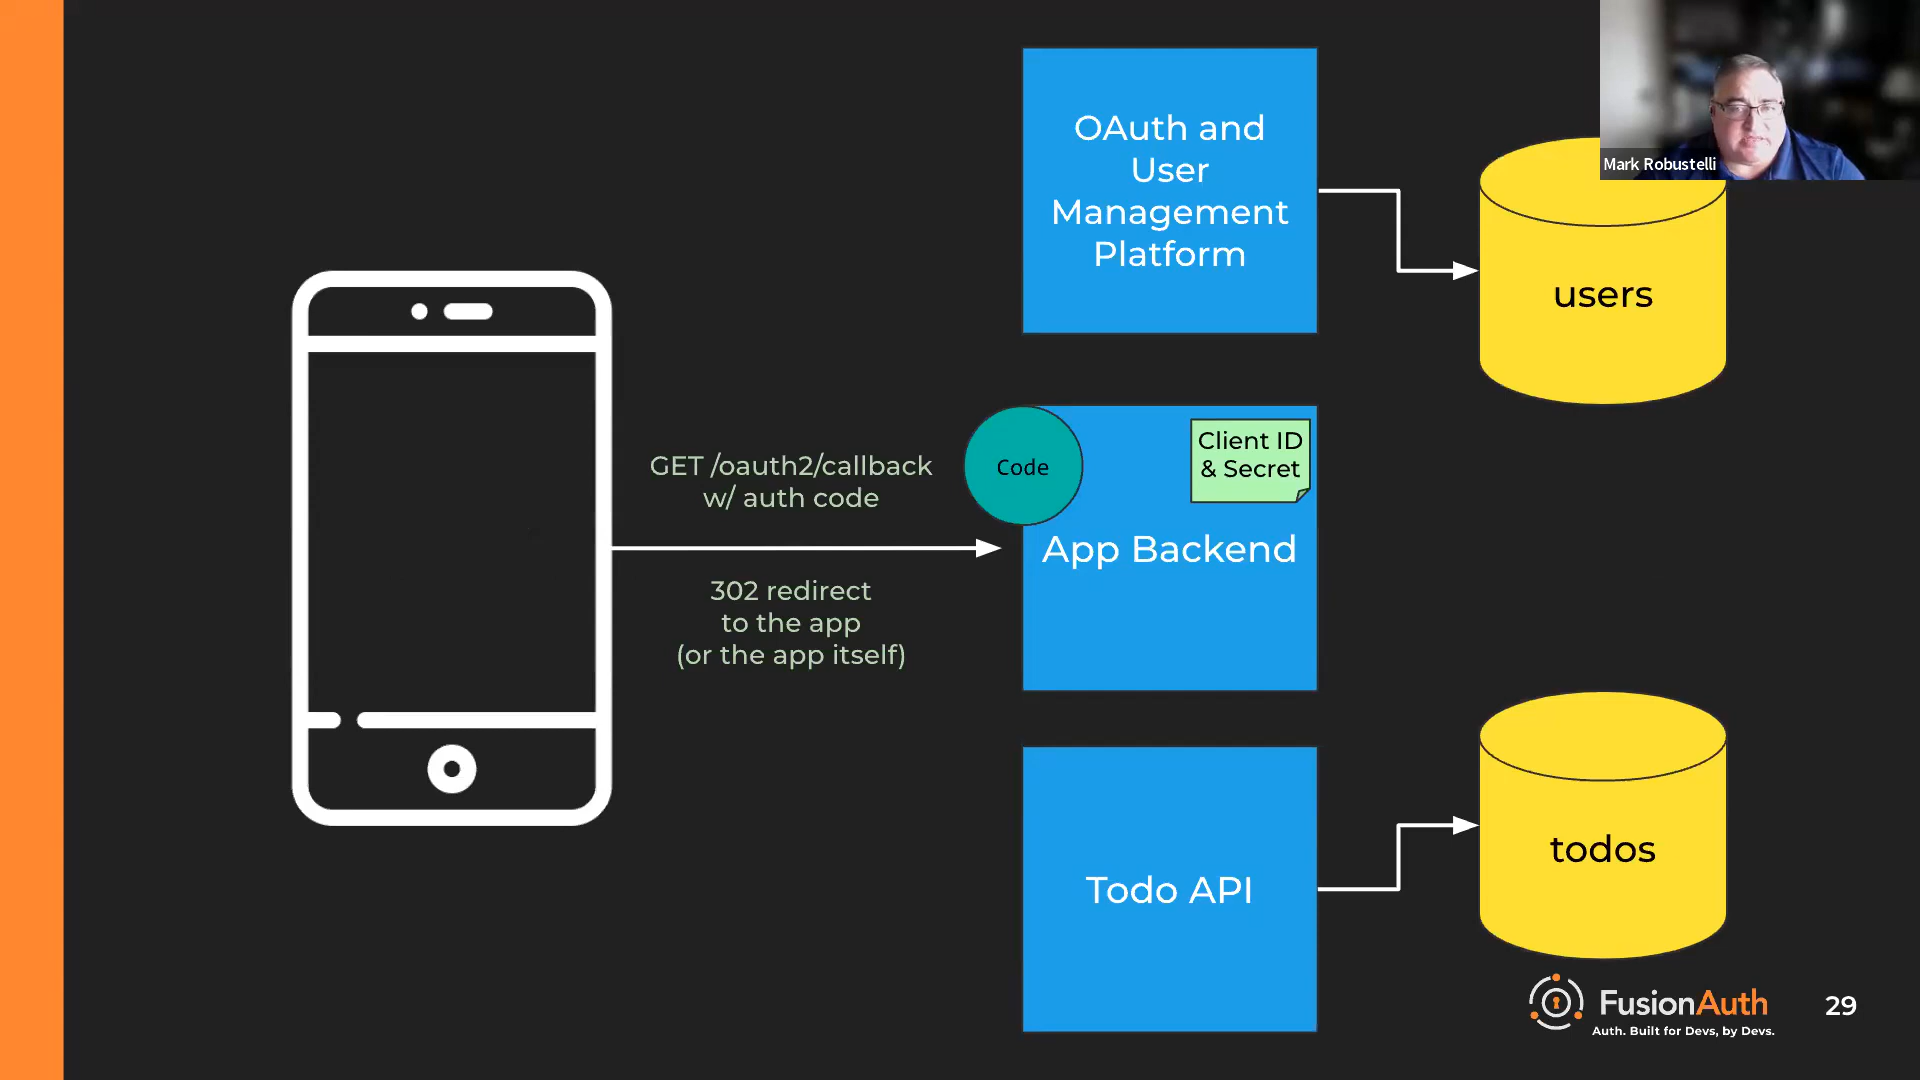 OAuth and
User
Management
Platform
Mark Robustelli
users
GET /oauth2/callback
w/ auth code
Code
Client ID
& Secret
App Backend
302 redirect
to the app
(or the app itself)
Todo API
todos
FusionAuth
Auth. Built for Devs, by Devs.
29